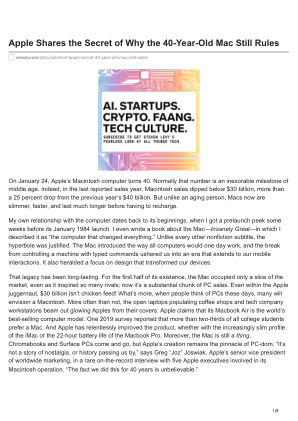 Apple Shares the Secret of Why the 40-Year-Old Mac Still Rules
wired.com/story/plaintext-apple-secret-40-years-old-mac-still-rules
AI. STARTUPS.
CRYPTO. FAANG.
TECH CULTURE.
SUBSCRIBE TO GET STEVEN LEVY'S
FEARLESS LOOK AT ALL THINGS TECH.
On January 24, Apple's Macintosh computer turns 40. Normally that number is an inexorable milestone of
middle age. Indeed, in the last reported sales year, Macintosh sales dipped below $30 billion, more than
a 25 percent drop from the previous year's $40 billion. But unlike an aging person, Macs now are
slimmer, faster, and last much longer before having to recharge.
My own relationship with the computer dates back to its beginnings, when I got a prelaunch peek some
weeks before its January 1984 launch. I even wrote a book about the Mac—Insanely Great—in which I
described it as "the computer that changed everything." Unlike every other nonfiction subtitle, the
hyperbole was justified. The Mac introduced the way all computers would one day work, and the break
from controlling a machine with typed commands ushered us into an era that extends to our mobile
interactions. It also heralded a focus on design that transformed our devices.
That legacy has been long-lasting. For the first half of its existence, the Mac occupied only a slice of the
market, even as it inspired so many rivals; now it's a substantial chunk of PC sales. Even within the Apple
juggernaut, $30 billion isn't chicken feed! What's more, when people think of PCs these days, many will
envision a Macintosh. More often than not, the open laptops populating coffee shops and tech company
workstations beam out glowing Apples from their covers. Apple claims that its Macbook Air is the world's
best-selling computer model. One 2019 survey reported that more than two-thirds of all college students
prefer a Mac. And Apple has relentlessly improved the product, whether with the increasingly slim profile
of the iMac or the 22-hour battery life of the Macbook Pro. Moreover, the Mac is still a thing.
Chromebooks and Surface PCs come and go, but Apple's creation remains the pinnacle of PC-dom. "It's
not a story of nostalgia, or history passing us by," says Greg "Joz" Joswiak, Apple's senior vice president
of worldwide marketing, in a rare on-the-record interview with five Apple executives involved in its
Macintosh operation. "The fact we did this for 40 years is unbelievable."